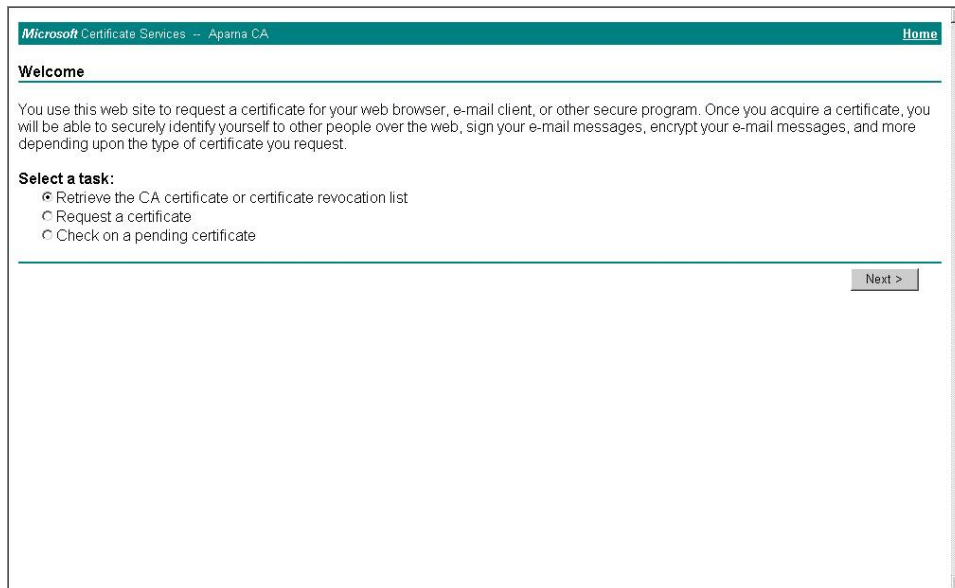 Microsoft Certificate Services -- Aparna CA Home
Welcome
You use this web site to request a certificate for your web browser, e-mail client, or other secure program. Once you acquire a certificate, you
will be able to securely identify yourself to other people over the web, sign your e-mail messages, encrypt your e-mail messages, and more
depending upon the type of certificate you request.
Select a task:
Retrieve the CA certificate or certificate revocation list
Request a certificate
Check on a pending certificate
Next >